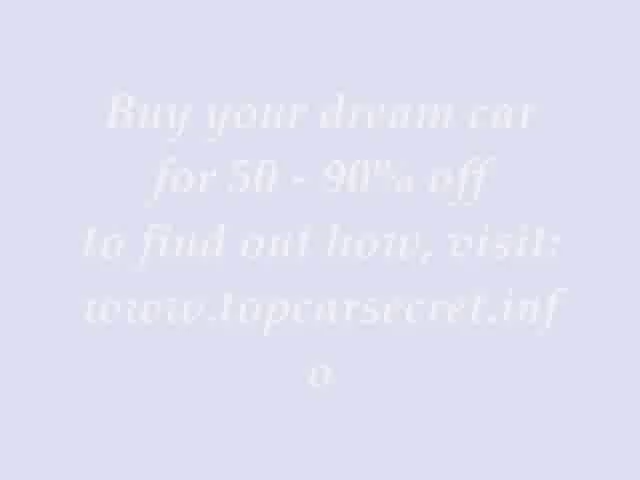 Buy your dream car
for 50 - 90% off
to find out how, visit:
www.topcarsecret.inf
o